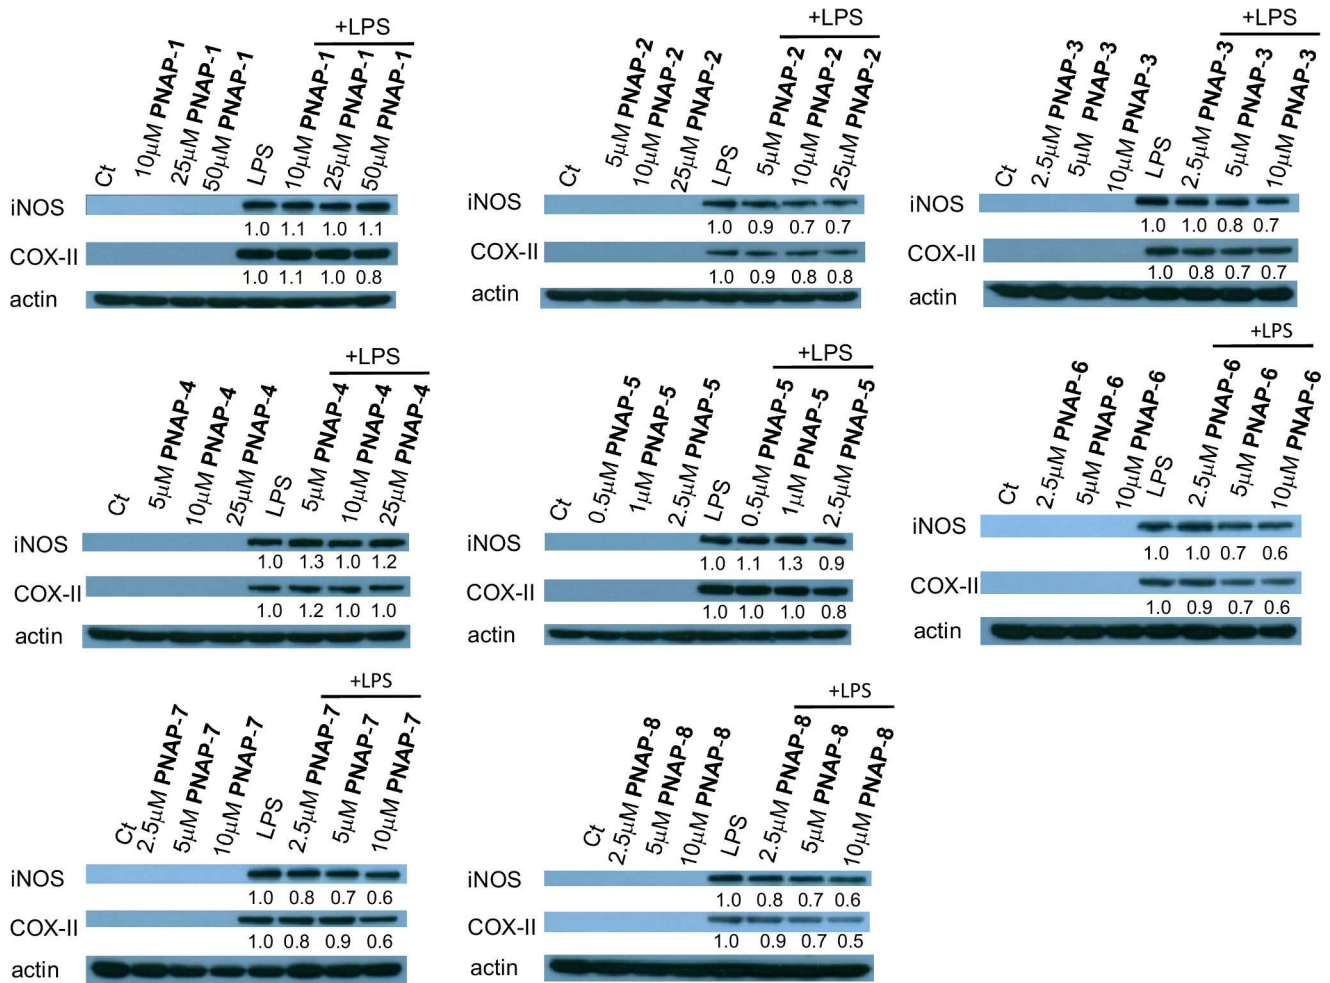 +LPS
Ct 10µM PNAP-1 25µM PNAP-1 50µM PNAP-1 LPS 10µM PNAP-1 25µM PNAP-1 50µM PNAP-1
iNOS
1.0 1.1 1.0 1.1
COX-II
1.0 1.1 1.0 0.8
actin
+LPS
Ct 5µM PNAP-2 10µM PNAP-2 25µM PNAP-2 LPS 5µM PNAP-2 10µM PNAP-2 25µM PNAP-2
iNOS
1.0 0.9 0.7 0.7
COX-II
1.0 0.9 0.8 0.8
actin
+LPS
Ct 2.5µM PNAP-3 5µM PNAP-3 10µM PNAP-3 LPS 2.5µM PNAP-3 5µM PNAP-3 10µM PNAP-3
iNOS
1.0 1.0 0.8 0.7
COX-II
1.0 0.8 0.7 0.7
actin
+LPS
Ct 5µM PNAP-4 10µM PNAP-4 25µM PNAP-4 LPS 5µM PNAP-4 10µM PNAP-4 25µM PNAP-4
iNOS
1.0 1.3 1.0 1.2
COX-II
1.0 1.2 1.0 1.0
actin
+LPS
Ct 0.5µM PNAP-5 1µM PNAP-5 2.5µM PNAP-5 LPS 0.5µM PNAP-5 1µM PNAP-5 2.5µM PNAP-5
iNOS
1.0 1.1 1.3 0.9
COX-II
1.0 1.0 1.0 0.8
actin
+LPS
Ct 2.5µM PNAP-6 5µM PNAP-6 10µM PNAP-6 LPS 2.5µM PNAP-6 5µM PNAP-6 10µM PNAP-6
iNOS
1.0 1.0 0.7 0.6
COX-II
1.0 0.9 0.7 0.6
actin
+LPS
Ct 2.5µM PNAP-7 5µM PNAP-7 10µM PNAP-7 LPS 2.5µM PNAP-7 5µM PNAP-7 10µM PNAP-7
iNOS
1.0 0.8 0.7 0.6
COX-II
1.0 0.8 0.9 0.6
actin
+LPS
Ct 2.5µM PNAP-8 5µM PNAP-8 10µM PNAP-8 LPS 2.5µM PNAP-8 5µM PNAP-8 10µM PNAP-8
iNOS
1.0 0.8 0.7 0.6
COX-II
1.0 0.9 0.7 0.5
actin